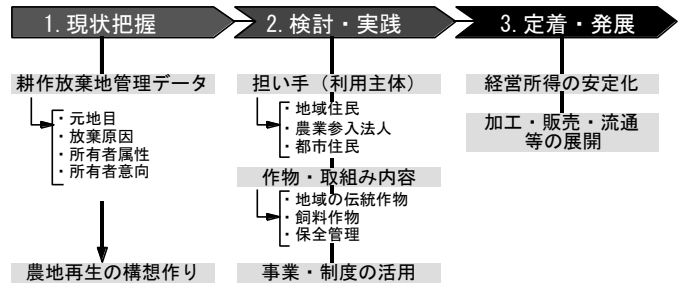 1.現状把握
耕作放棄地管理データ
・元地目
・放棄原因
・所有者属性
・所有者意向
農地再生の構想作り
2.検討・実践
担い手（利用主体）
・地域住民
・農業参入法人
・都市住民
作物・取組み内容
・地域の伝統作物
・飼料作物
・保全管理
事業・制度の活用
3.定着・発展
経営所得の安定化
加工・販売・流通
等の展開